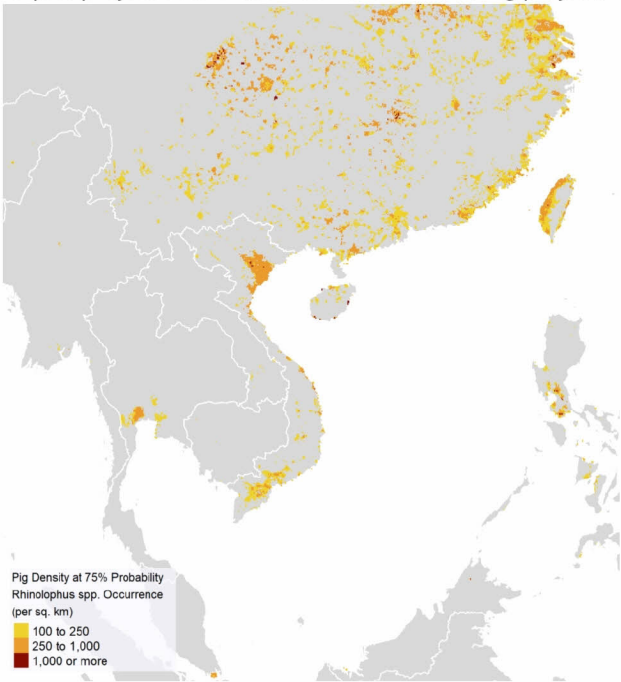 Pig Density at 75% Probability
Rhinolophus spp. Occurrence
(per sq. km)
100 to 250
250 to 1,000
1,000 or more